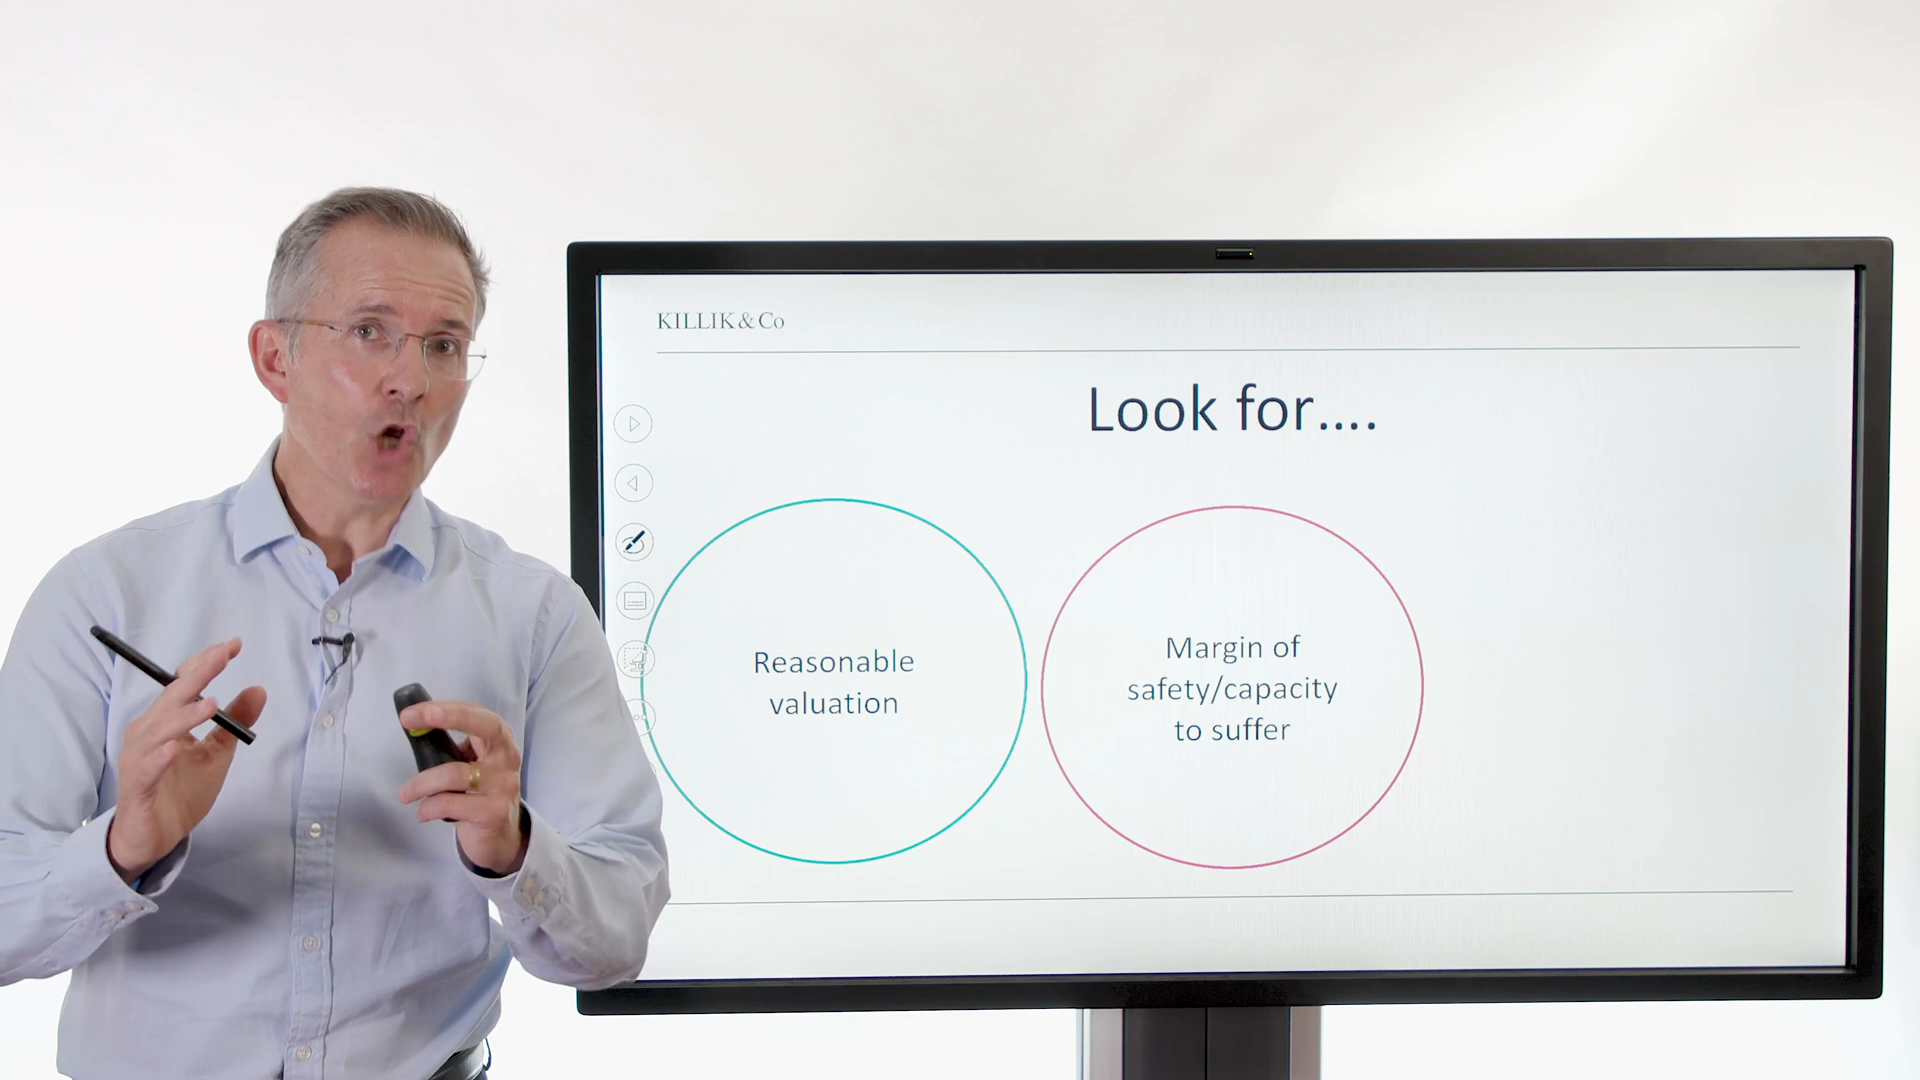 KILLIK & Co
Look for....
Reasonable
valuation
Margin of
safety/capacity
to suffer